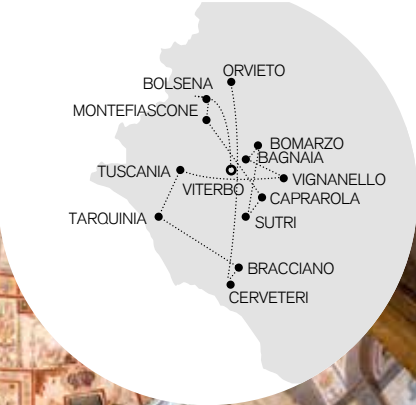 ORVIETO
BOLSENA
MONTEFIASCONE
BOMARZO
BAGNAIA
TUSCANIA
VIGNANELLO
VITERBO
CAPRAROLA
TARQUINIA
SUTRI
BRACCIANO
CERVETERI